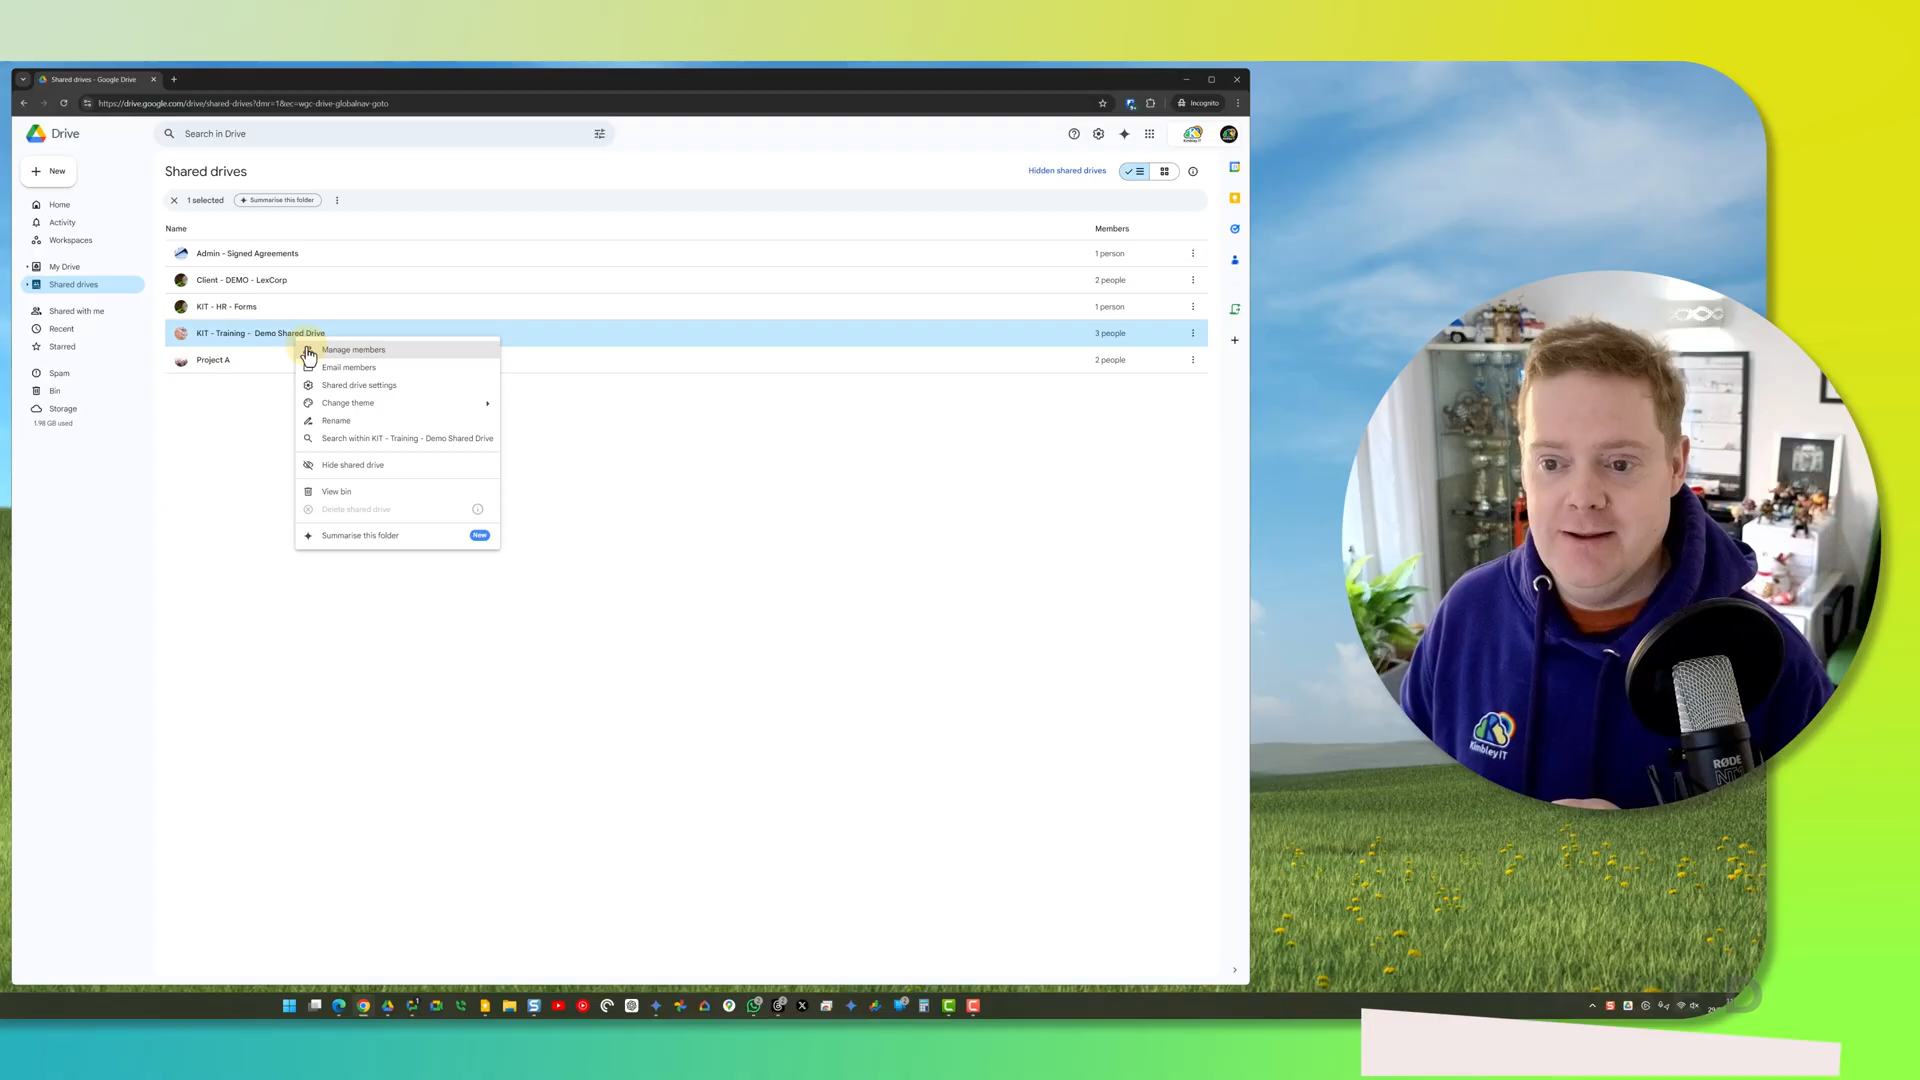 Shared drives - Google Drive
https://drive.google.com/drive/shared-drives?dmr=1&ec=wgc-drive-globalnav-goto
Incognito
Drive
Search in Drive
Kimbley IT
New
Shared drives
Hidden shared drives
1 selected
Summarise this folder
Home
Activity
Workspaces
My Drive
Shared drives
Shared with me
Recent
Starred
Spam
Bin
Storage
1.98 GB used
Name
Members
Admin - Signed Agreements
1 person
Client - DEMO - LexCorp
2 people
KIT - HR - Forms
1 person
KIT - Training - Demo Shared Drive
3 people
Project A
2 people
Manage members
Email members
Shared drive settings
Change theme
Rename
Search within KIT - Training - Demo Shared Drive
Hide shared drive
View bin
Delete shared drive
Summarise this folder
New
Kimbley IT
RØDE